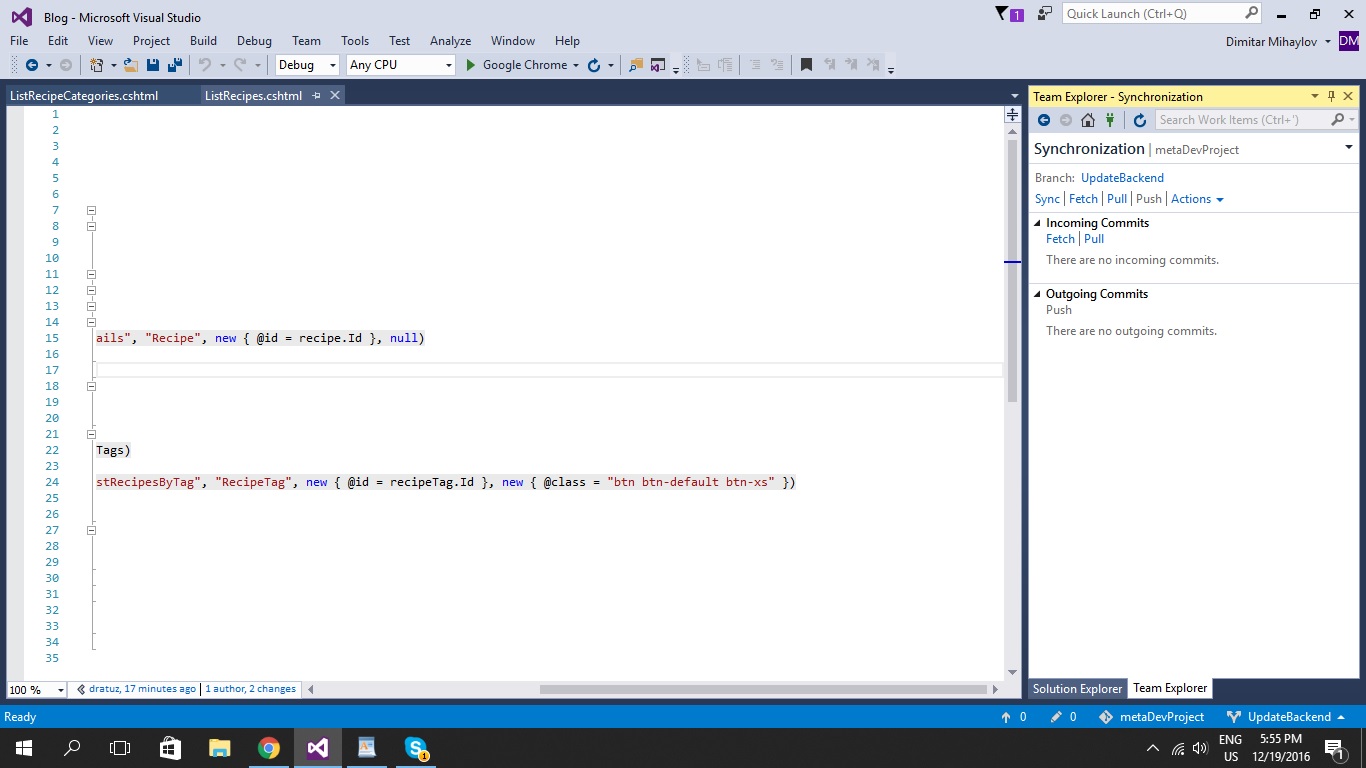 Blog - Microsoft Visual Studio
1
Quick Launch (Ctrl+Q)
File Edit View Project Build Debug Team Tools Test Analyze Window Help
Dimitar Mihaylov DM
Debug Any CPU Google Chrome
ListRecipeCategories.cshtml ListRecipes.cshtml
1
2
3
4
5
6
7
8
9
10
11
12
13
14
15 ails", "Recipe", new { @id = recipe.Id }, null)
16
17
18
19
20
21
22 Tags)
23
24 stRecipesByTag", "RecipeTag", new { @id = recipeTag.Id }, new { @class = "btn btn-default btn-xs" })
25
26
27
28
29
30
31
32
33
34
35
100 % dratuz, 17 minutes ago | 1 author, 2 changes
Team Explorer - Synchronization
Search Work Items (Ctrl+')
Synchronization | metaDevProject
Branch: UpdateBackend
Sync | Fetch | Pull | Push | Actions
Incoming Commits
Fetch | Pull
There are no incoming commits.
Outgoing Commits
Push
There are no outgoing commits.
Solution Explorer Team Explorer
Ready 0 0 metaDevProject UpdateBackend
1
ENG
US
5:55 PM
12/19/2016
1